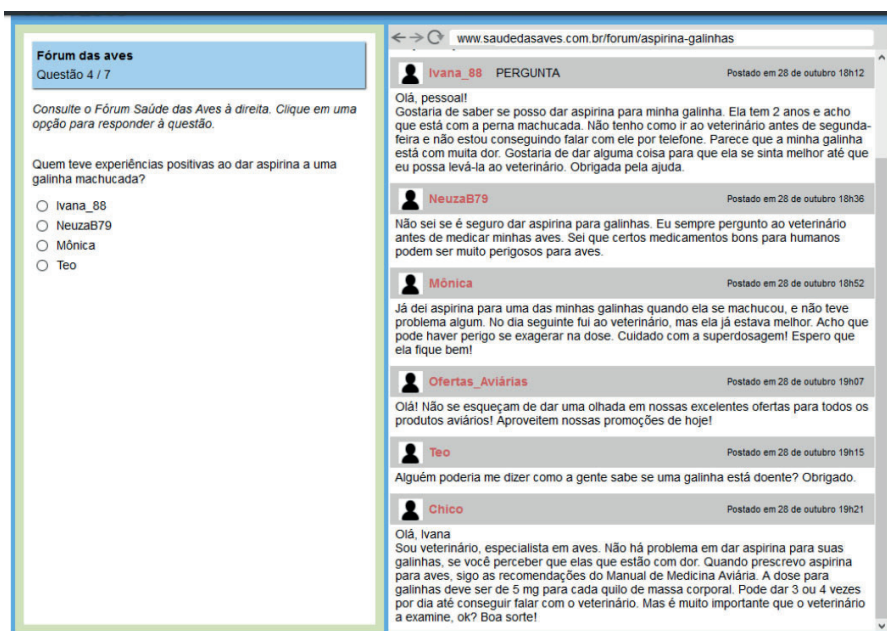 Fórum das aves
Questão 4 / 7
Consulte o Fórum Saúde das Aves à direita. Clique em uma
opção para responder à questão.
Quem teve experiências positivas ao dar aspirina a uma
galinha machucada?
Ivana_88
NeuzaB79
Mônica
Teo
www.saudedasaves.com.br/forum/aspirina-galinhas
Ivana_88 PERGUNTA Postado em 28 de outubro 18h12
Olá, pessoal!
Gostaria de saber se posso dar aspirina para minha galinha. Ela tem 2 anos e acho
que está com a perna machucada. Não tenho como ir ao veterinário antes de segunda-
feira e não estou conseguindo falar com ele por telefone. Parece que a minha galinha
está com muita dor. Gostaria de dar alguma coisa para que ela se sinta melhor até que
eu possa levá-la ao veterinário. Obrigada pela ajuda.
NeuzaB79 Postado em 28 de outubro 18h36
Não sei se é seguro dar aspirina para galinhas. Eu sempre pergunto ao veterinário
antes de medicar minhas aves. Sei que certos medicamentos bons para humanos
podem ser muito perigosos para aves.
Mônica Postado em 28 de outubro 18h52
Já dei aspirina para uma das minhas galinhas quando ela se machucou, e não teve
problema algum. No dia seguinte fui ao veterinário, mas ela já estava melhor. Acho que
pode haver perigo se exagerar na dose. Cuidado com a superdosagem! Espero que
ela fique bem!
Ofertas_Aviárias Postado em 28 de outubro 19h07
Olá! Não se esqueçam de dar uma olhada em nossas excelentes ofertas para todos os
produtos aviários! Aproveitem nossas promoções de hoje!
Teo Postado em 28 de outubro 19h15
Alguém poderia me dizer como a gente sabe se uma galinha está doente? Obrigado.
Chico Postado em 28 de outubro 19h21
Olá, Ivana
Sou veterinário, especialista em aves. Não há problema em dar aspirina para suas
galinhas, se você perceber que elas que estão com dor. Quando prescrevo aspirina
para aves, sigo as recomendações do Manual de Medicina Aviária. A dose para
galinhas deve ser de 5 mg para cada quilo de massa corporal. Pode dar 3 ou 4 vezes
por dia até conseguir falar com o veterinário. Mas é muito importante que o veterinário
a examine, ok? Boa sorte!